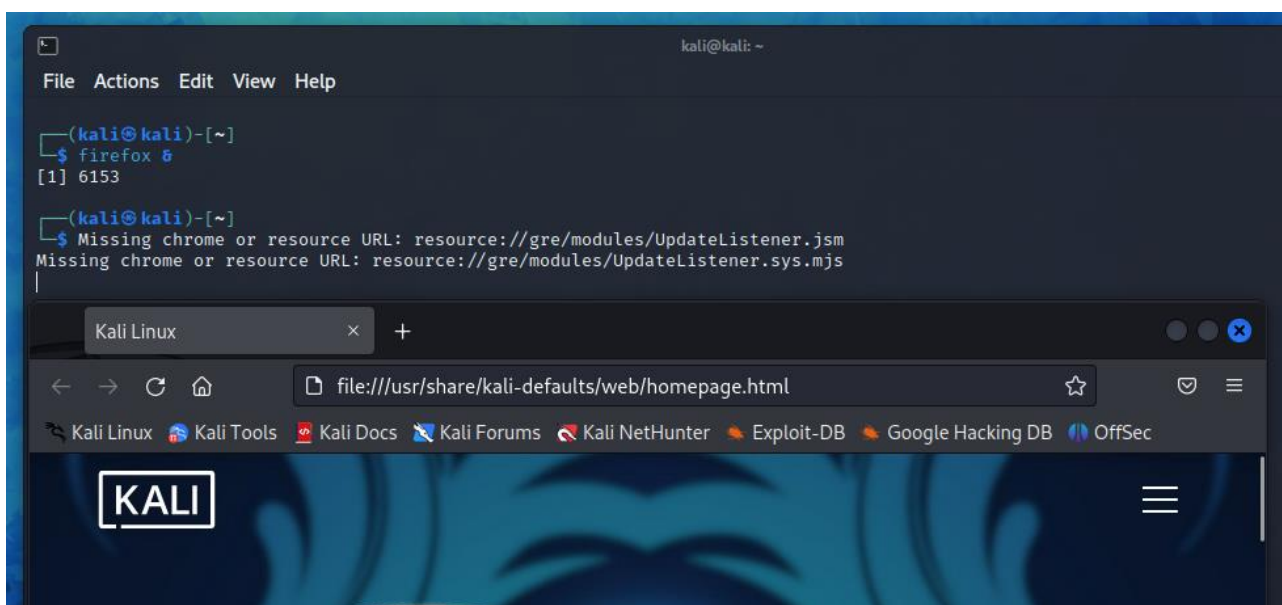 kali@kali: ~
File Actions Edit View Help
┌──(kali㉿kali)-[~]
└─$ firefox &
[1] 6153
┌──(kali㉿kali)-[~]
└─$ Missing chrome or resource URL: resource://gre/modules/UpdateListener.jsm
Missing chrome or resource URL: resource://gre/modules/UpdateListener.sys.mjs
Kali Linux × +
file:///usr/share/kali-defaults/web/homepage.html
Kali Linux Kali Tools Kali Docs Kali Forums Kali NetHunter Exploit-DB Google Hacking DB OffSec
KALI